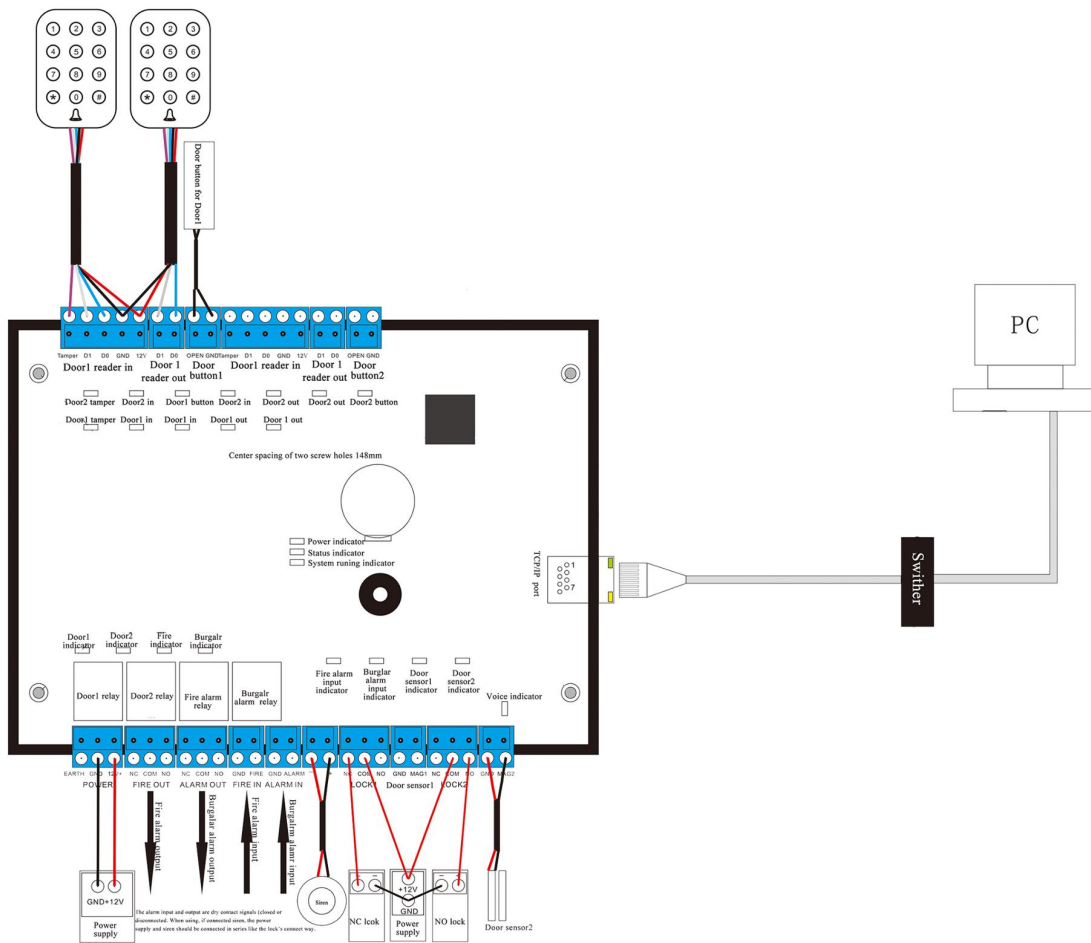 1 2 3 1 2 3
4 5 6 4 5 6
7 8 9 7 8 9
* 0 # * 0 #
Door button for Door1
Tamper D1 D0 GND 12V D1 D0 OPEN GND Tamper D1 D0 GND 12V D1 D0 OPEN GND
Door1 reader in
Door 1
reader out
Door
button1
Door1 reader in
Door 1
reader out
Door
button2
Door2 tamper
Door2 in
Door1 button
Door2 in
Door2 out
Door2 out
Door2 button
Door1 tamper
Door1 in
Door1 in
Door1 out
Door 1 out
Center spacing of two screw holes 148mm
Power indicator
Status indicator
System runing indicator
TCP/IP port
1
7
Swither
PC
Door1
indicator
Door2
indicator
Fire
indicator
Burgalr
indicator
Door1 relay
Door2 relay
Fire alarm
relay
Burgalr
alarm relay
Fire alarm
input
indicator
Burglar
alarm input
indicator
Door
sensor1
indicator
Door
sensor2
indicator
Voice indicator
EARTH GND 12V+ NC COM NO NC COM NO GND FIRE GND ALARM - + NC COM NO GND MAG1 NC COM NO GND MAG2
POWER FIRE OUT ALARM OUT FIRE IN ALARM IN LOCK1 Door sensor1 LOCK2
Fire alarm output
Burgalar alarm output
Fire alarm input
Burgalrm alamr input
GND+12V
Power
supply
The alarm input and output are dry contact signals (closed or
disconnected. When using, if connected siren, the power
supply and siren should be connected in series like the lock's connect way.
Siren
NC lcok
+12V
GND
Power
supply
NO lock
Door sensor2